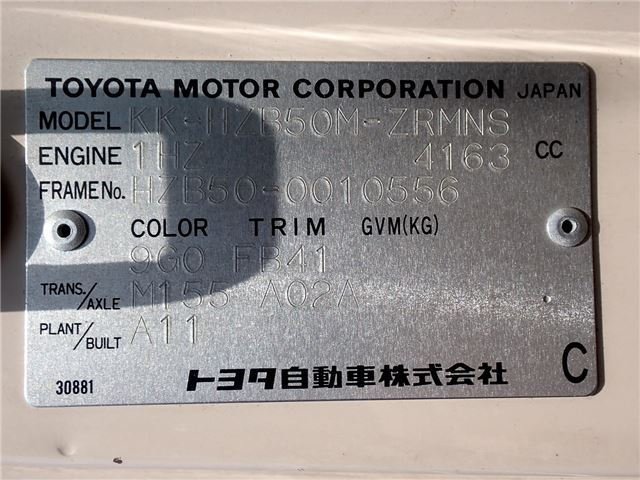 TOYOTA MOTOR CORPORATION JAPAN
MODEL KK-HZB50M-ZRMNS
ENGINE 1HZ 4163 CC
FRAME No. HZB50-0010556
COLOR TRIM GVM(KG)
9G0 FB41
TRANS./AXLE M155 A02A
PLANT/BUILT A11
30881 トヨタ自動車株式会社 C